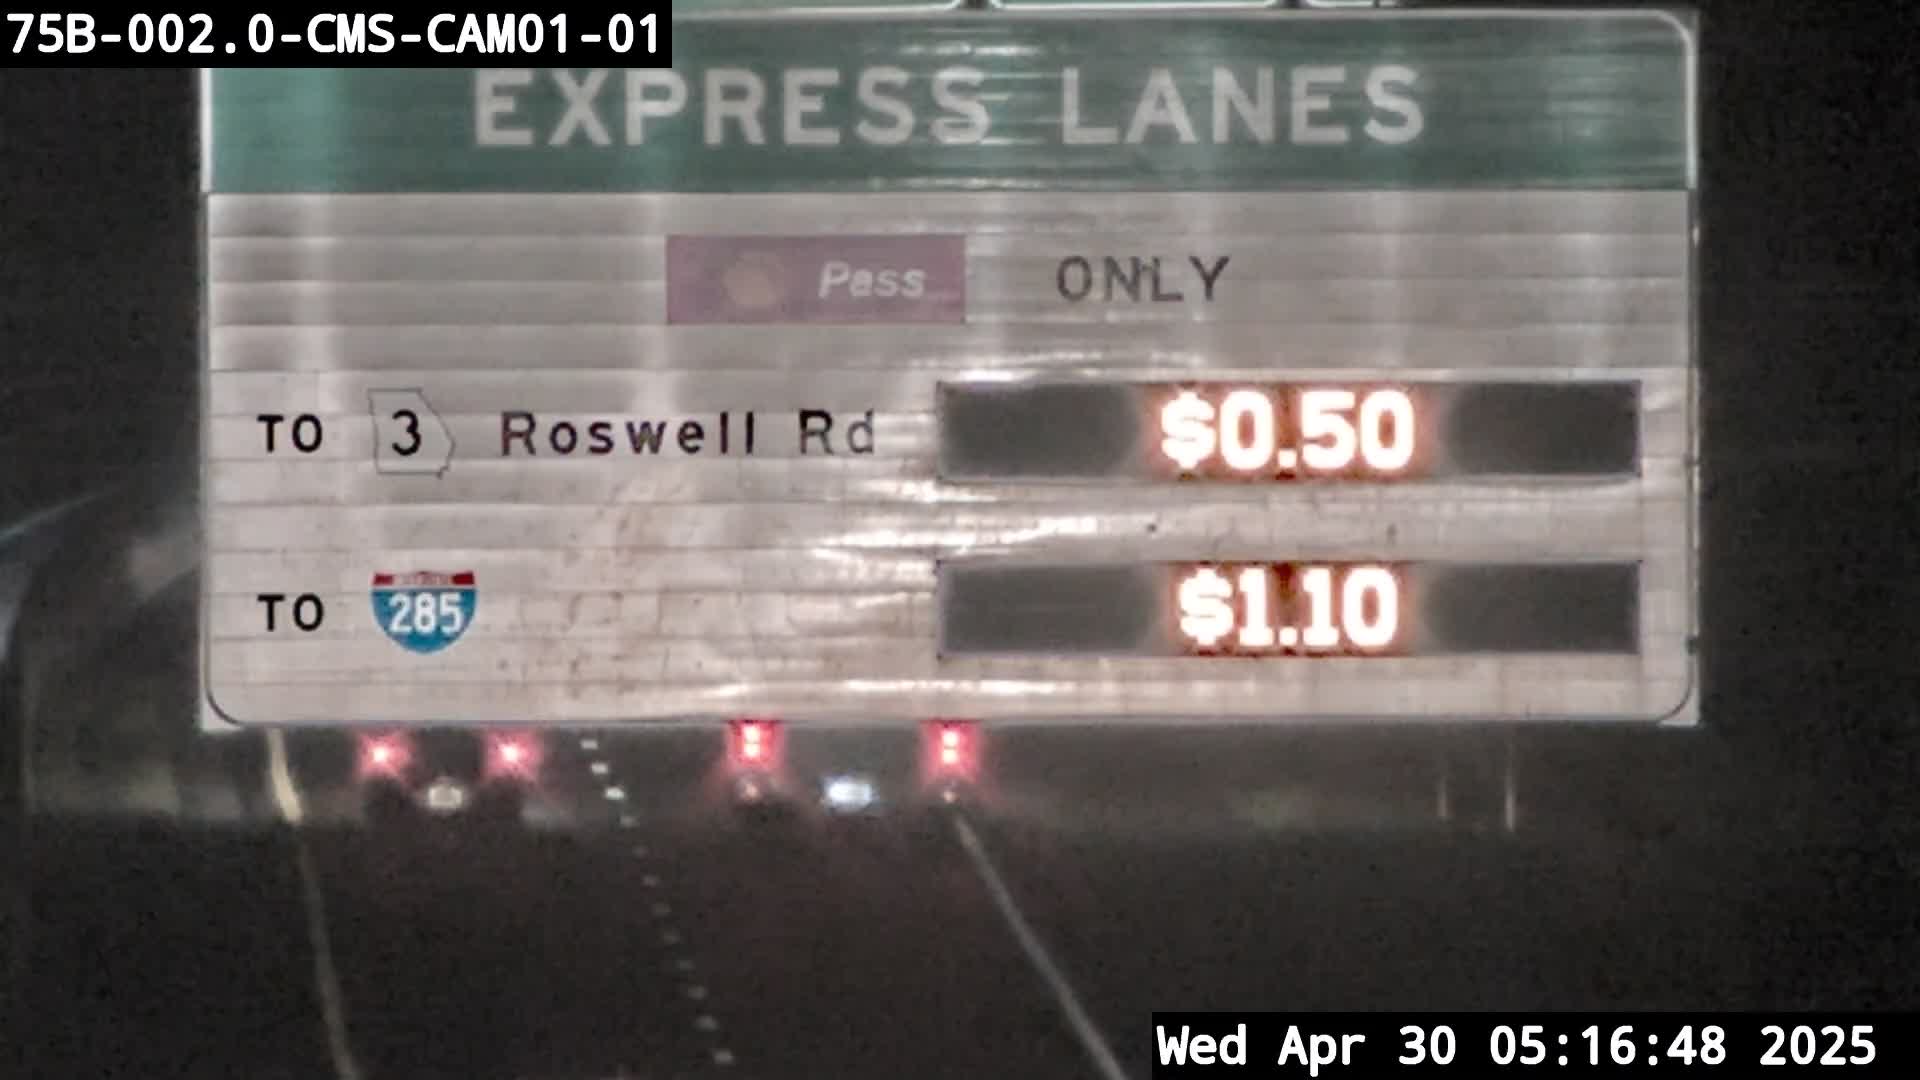 75B-002.0-CMS-CAM01-01
EXPRESS LANES
Pass ONLY
TO 3 Roswell Rd $0.50
TO 285 $1.10
Wed Apr 30 05:16:48 2025